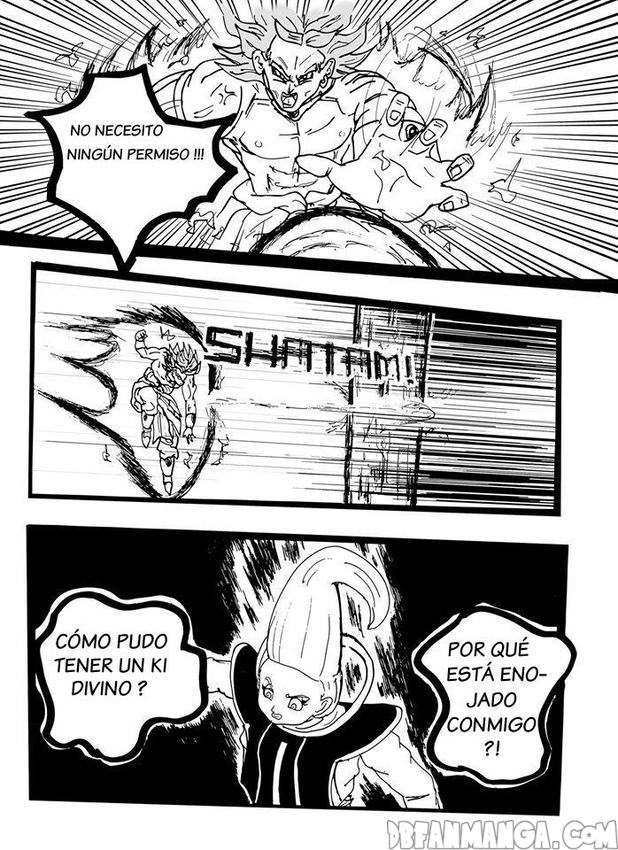 NO NECESITO
NINGÚN PERMISO !!!
SHATAM!
CÓMO PUDO
TENER UN KI
DIVINO ?
POR QUÉ
ESTÁ ENO-
JADO
CONMIGO
?!
DBFANMANGA.COM